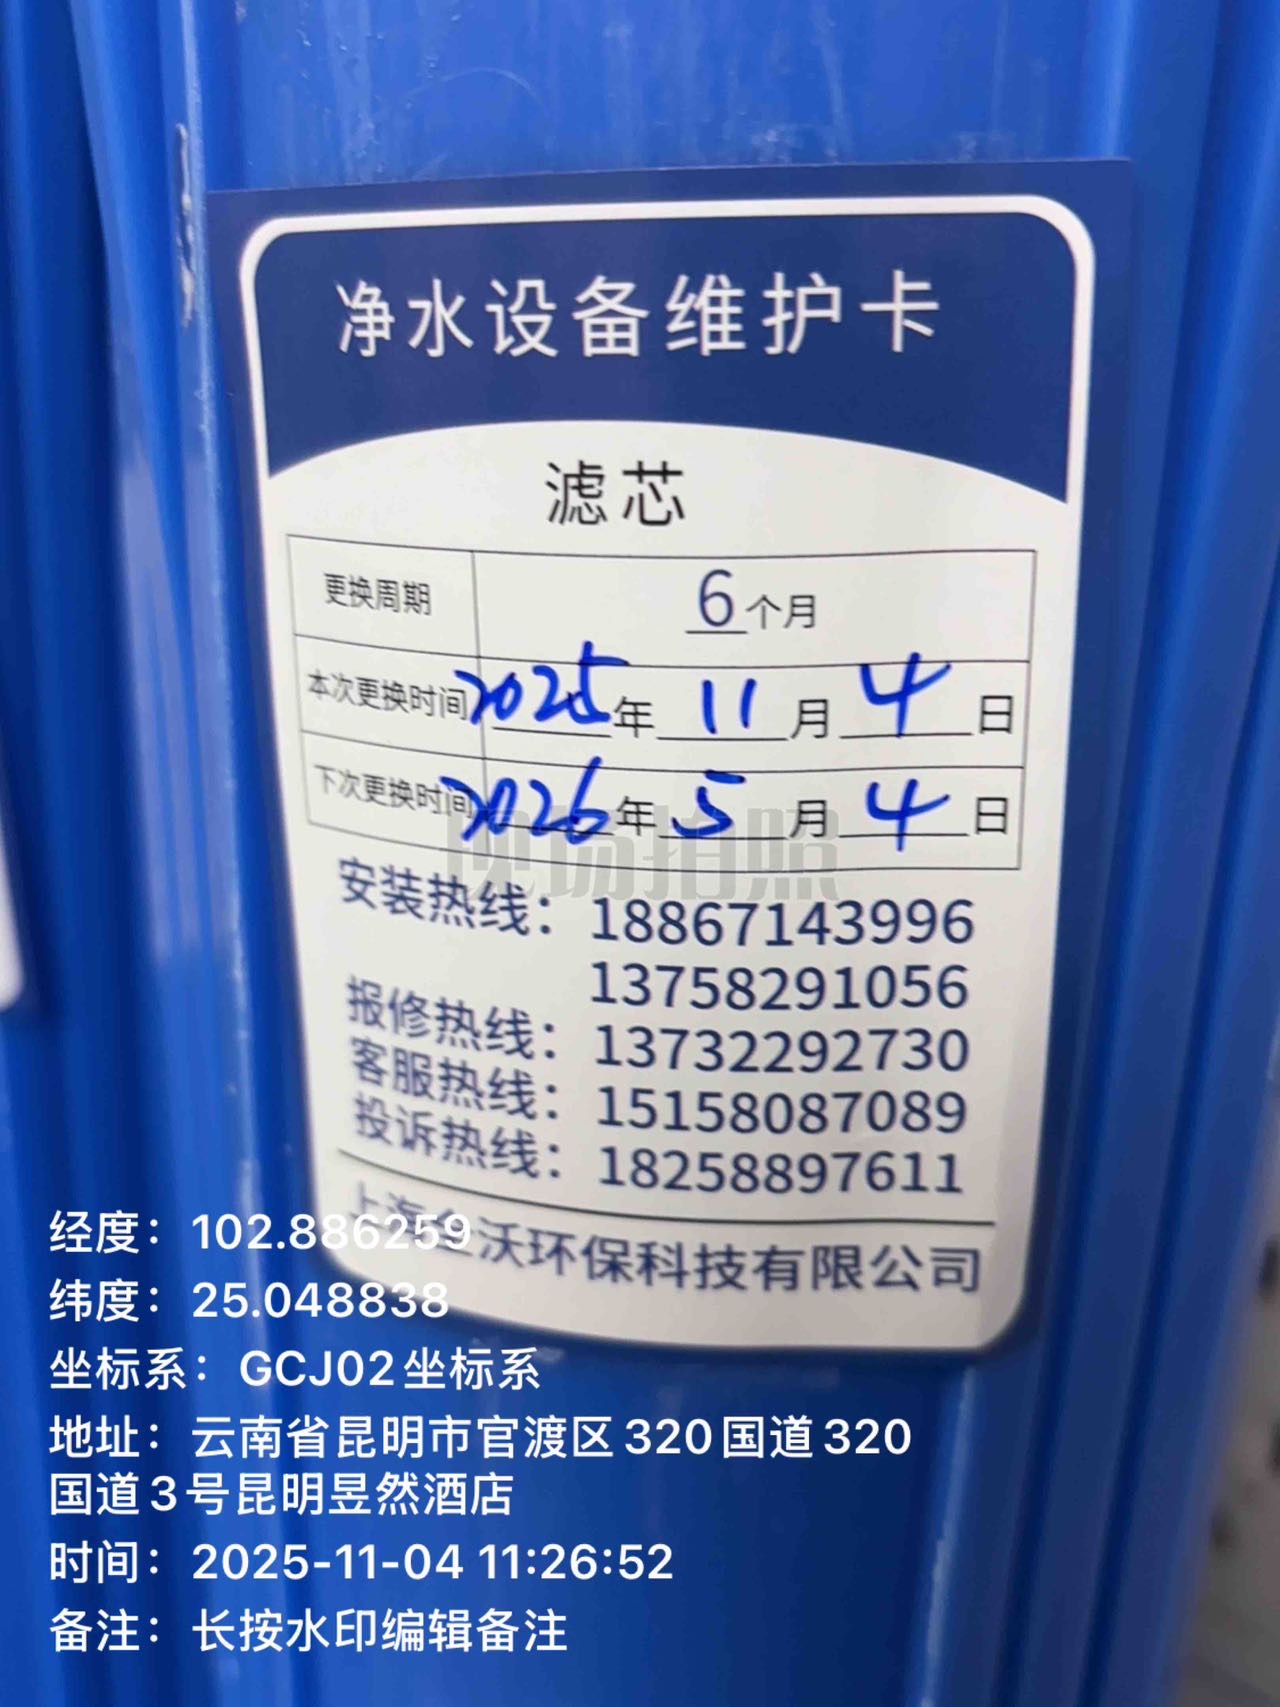 净水设备维护卡
滤芯
更换周期 6个月
本次更换时间 2025年 11月 4日
下次更换时间 2026年 5月 4日
现场拍照
安装热线：18867143996
13758291056
报修热线：13732292730
客服热线：15158087089
投诉热线：18258897611
上海 沃环保科技有限公司
经度：102.886259
纬度：25.048838
坐标系：GCJ02坐标系
地址：云南省昆明市官渡区320国道320
国道3号昆明昱然酒店
时间：2025-11-04 11:26:52
备注：长按水印编辑备注